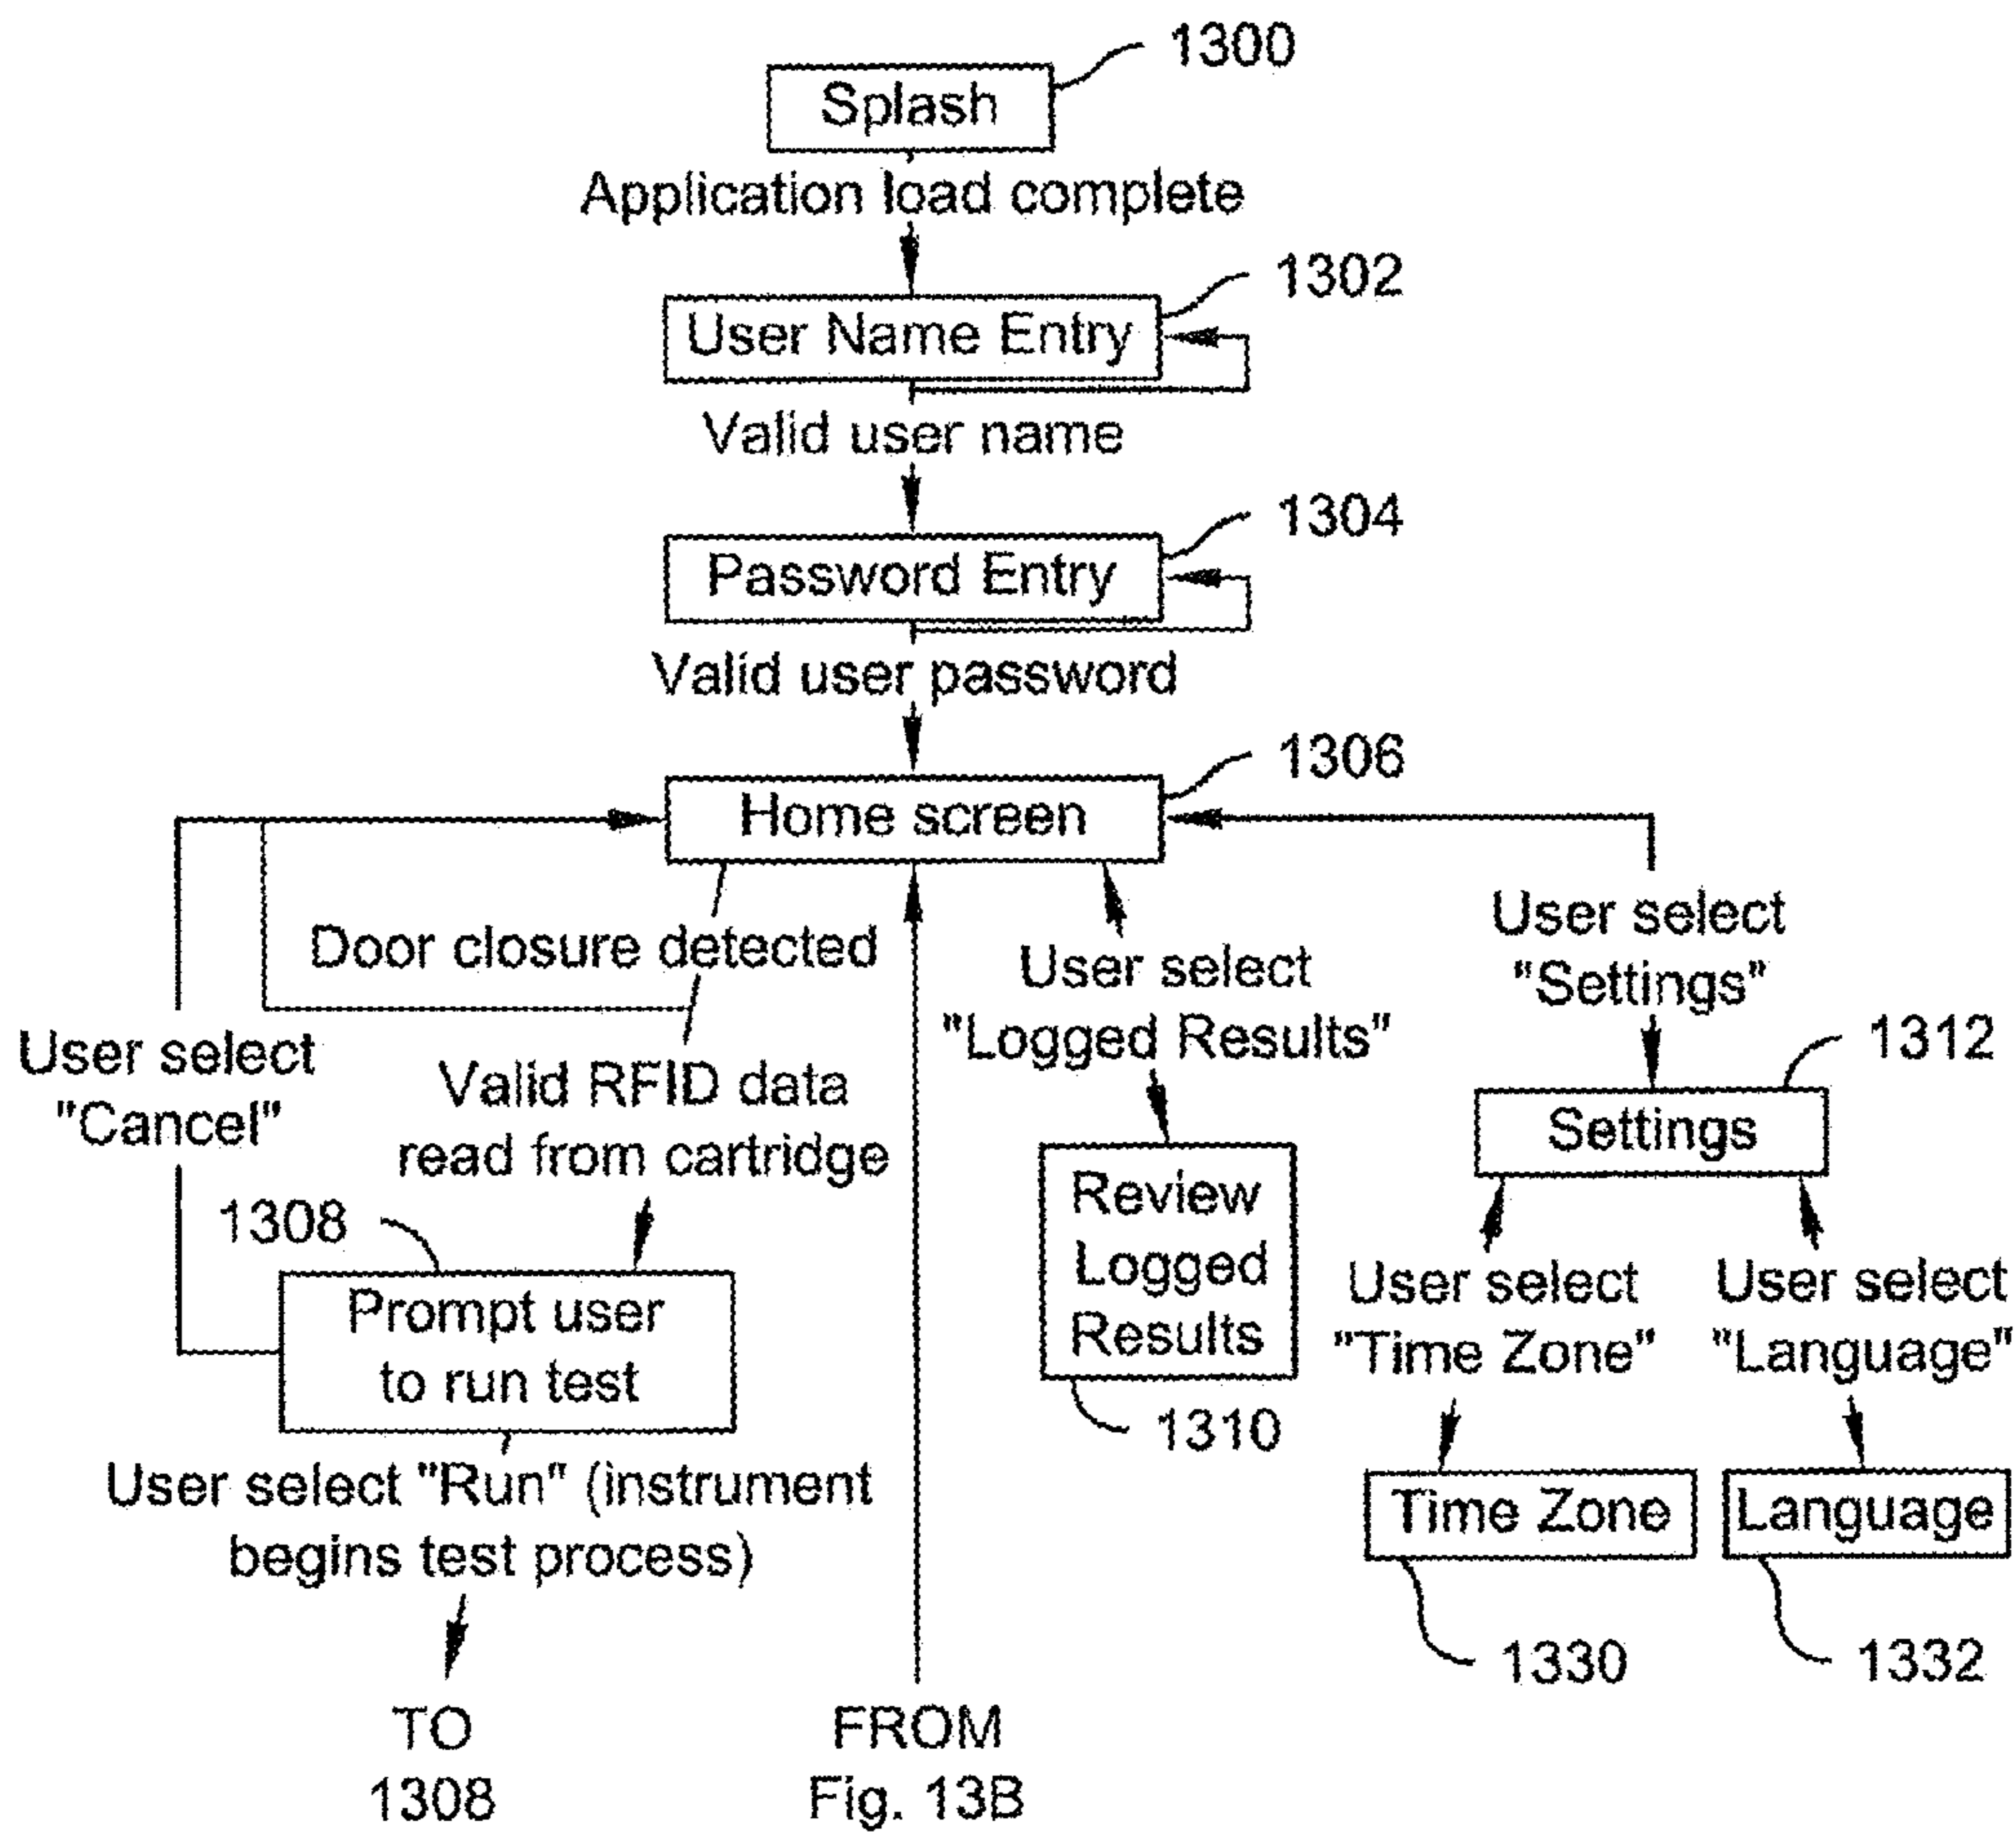 1300
Splash
Application load complete
1302
User Name Entry
Valid user name
1304
Password Entry
Valid user password
1306
Home screen
Door closure detected
User select
"Cancel"
Valid RFID data
read from cartridge
User select
"Logged Results"
User select
"Settings"
1312
Settings
1308
Prompt user
to run test
Review
Logged
Results
1310
User select
"Time Zone"
User select
"Language"
Time Zone
Language
1330
1332
User select "Run" (instrument
begins test process)
TO
1308
FROM
Fig. 13B